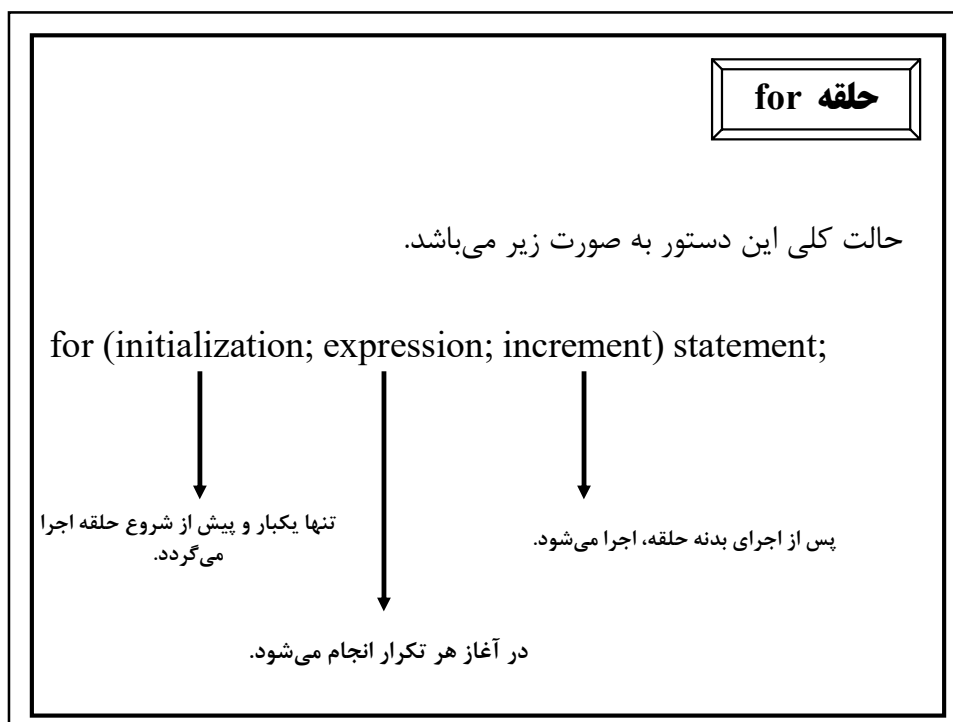 حلقه for
حالت کلی این دستور به صورت زیر می‌باشد.
for (initialization; expression; increment) statement;
تنها یکبار و پیش از شروع حلقه اجرا
می‌گردد.
پس از اجرای بدنه حلقه، اجرا می‌شود.
در آغاز هر تکرار انجام می‌شود.